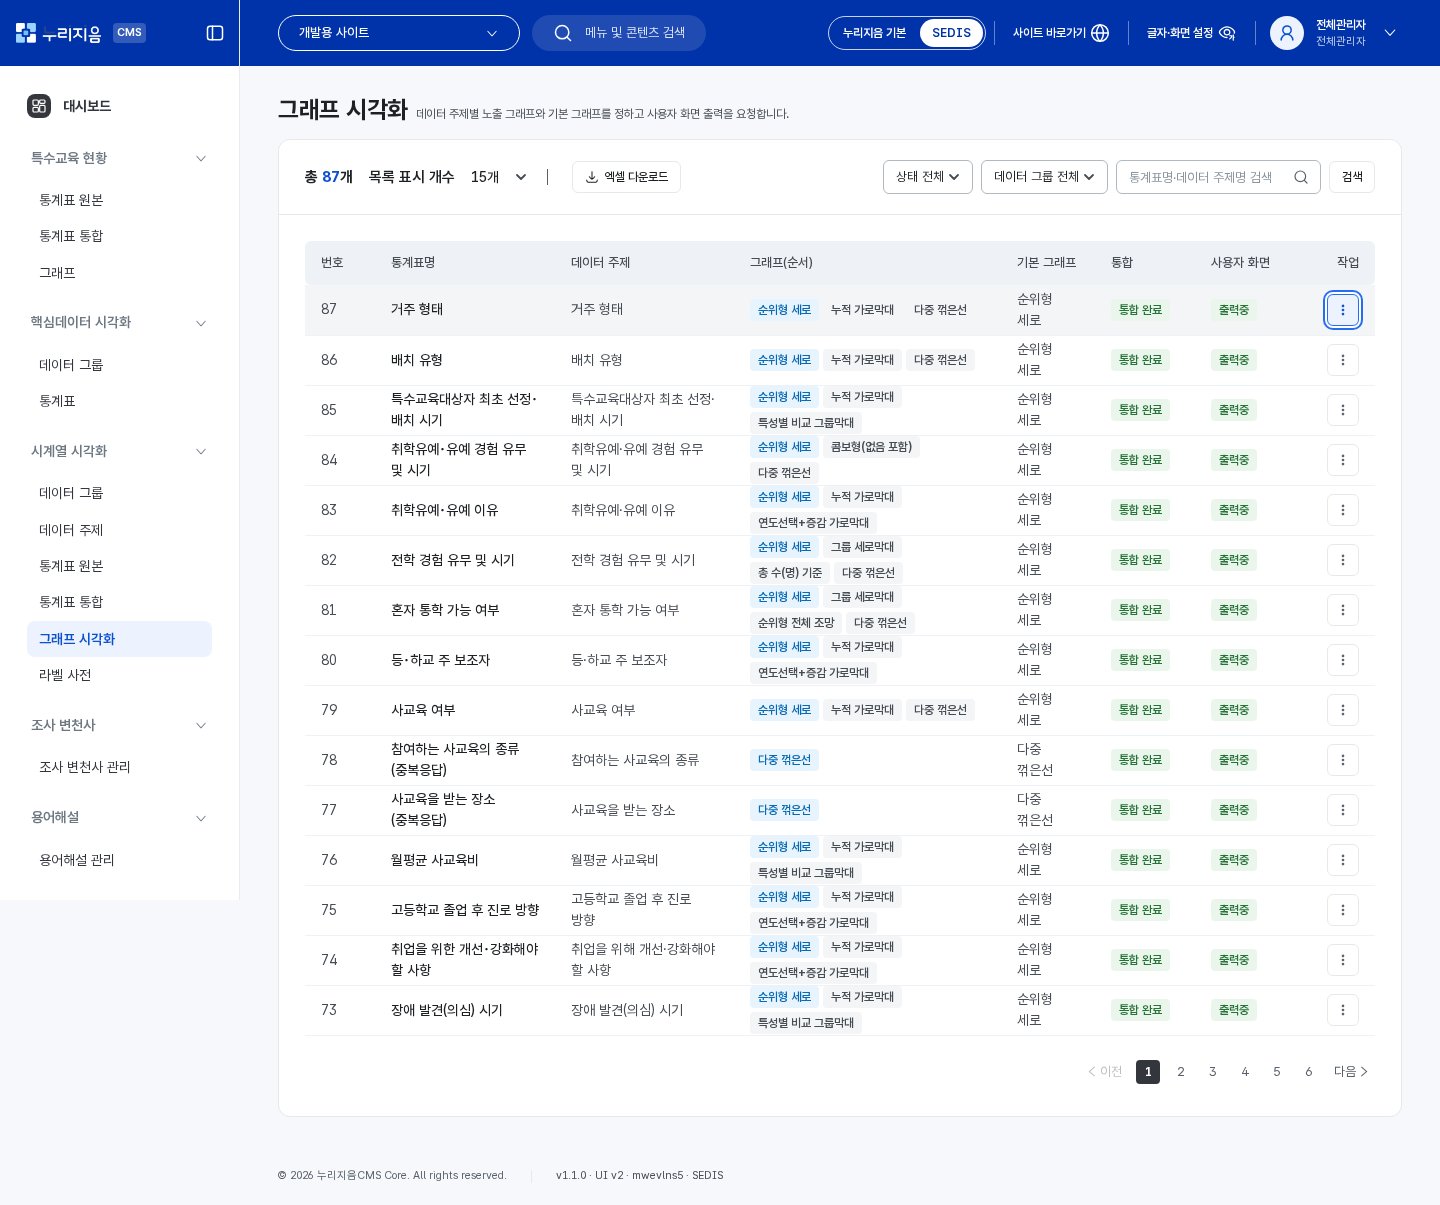 누리지음 CMS
개발용 사이트
메뉴 및 콘텐츠 검색
누리지음 기본 SEDIS
사이트 바로가기
글자·화면 설정
전체관리자
전체관리자
대시보드
특수교육 현황
통계표 원본
통계표 통합
그래프
핵심데이터 시각화
데이터 그룹
통계표
시계열 시각화
데이터 그룹
데이터 주제
통계표 원본
통계표 통합
그래프 시각화
라벨 사전
조사 변천사
조사 변천사 관리
용어해설
용어해설 관리
그래프 시각화 데이터 주제별 노출 그래프와 기본 그래프를 정하고 사용자 화면 출력을 요청합니다.
총 87개 목록 표시 개수 15개 엑셀 다운로드 상태 전체 데이터 그룹 전체 통계표명·데이터 주제명 검색 검색
번호 통계표명 데이터 주제 그래프(순서) 기본 그래프 통합 사용자 화면 작업
87 거주 형태 거주 형태 순위형 세로 누적 가로막대 다중 꺾은선 순위형 세로 통합 완료 출력중
86 배치 유형 배치 유형 순위형 세로 누적 가로막대 다중 꺾은선 순위형 세로 통합 완료 출력중
85 특수교육대상자 최초 선정·배치 시기 특수교육대상자 최초 선정·배치 시기 순위형 세로 누적 가로막대 특성별 비교 그룹막대 순위형 세로 통합 완료 출력중
84 취학유예·유예 경험 유무 및 시기 취학유예·유예 경험 유무 및 시기 순위형 세로 콤보형(없음 포함) 다중 꺾은선 순위형 세로 통합 완료 출력중
83 취학유예·유예 이유 취학유예·유예 이유 순위형 세로 누적 가로막대 연도선택+증감 가로막대 순위형 세로 통합 완료 출력중
82 전학 경험 유무 및 시기 전학 경험 유무 및 시기 순위형 세로 그룹 세로막대 총 수(명) 기준 다중 꺾은선 순위형 세로 통합 완료 출력중
81 혼자 통학 가능 여부 혼자 통학 가능 여부 순위형 세로 그룹 세로막대 순위형 전체 조망 다중 꺾은선 순위형 세로 통합 완료 출력중
80 등·하교 주 보조자 등·하교 주 보조자 순위형 세로 누적 가로막대 연도선택+증감 가로막대 순위형 세로 통합 완료 출력중
79 사교육 여부 사교육 여부 순위형 세로 누적 가로막대 다중 꺾은선 순위형 세로 통합 완료 출력중
78 참여하는 사교육의 종류(중복응답) 참여하는 사교육의 종류 다중 꺾은선 다중 꺾은선 통합 완료 출력중
77 사교육을 받는 장소(중복응답) 사교육을 받는 장소 다중 꺾은선 다중 꺾은선 통합 완료 출력중
76 월평균 사교육비 월평균 사교육비 순위형 세로 누적 가로막대 특성별 비교 그룹막대 순위형 세로 통합 완료 출력중
75 고등학교 졸업 후 진로 방향 고등학교 졸업 후 진로 방향 순위형 세로 누적 가로막대 연도선택+증감 가로막대 순위형 세로 통합 완료 출력중
74 취업을 위한 개선·강화해야 할 사항 취업을 위해 개선·강화해야 할 사항 순위형 세로 누적 가로막대 연도선택+증감 가로막대 순위형 세로 통합 완료 출력중
73 장애 발견(의심) 시기 장애 발견(의심) 시기 순위형 세로 누적 가로막대 특성별 비교 그룹막대 순위형 세로 통합 완료 출력중
이전 1 2 3 4 5 6 다음
© 2026 누리지음CMS Core. All rights reserved. v1.1.0 · UI v2 · mwevlns5 · SEDIS